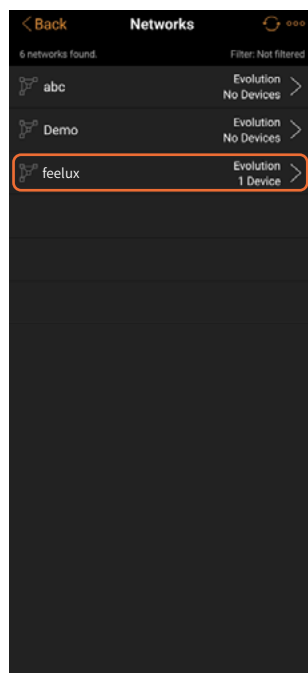 Back Networks
6 networks found. Filter: Not filtered
abc Evolution
No Devices
Demo Evolution
No Devices
feelux Evolution
1 Device